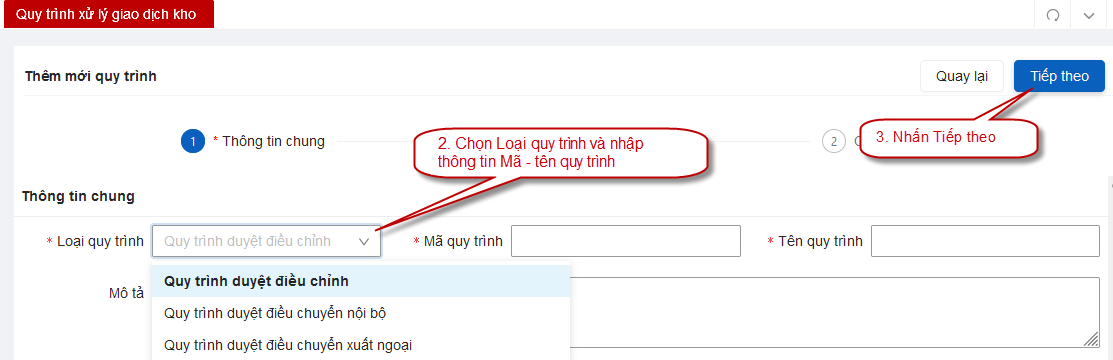 Quy trình xử lý giao dịch kho
Thêm mới quy trình
Quay lại
Tiếp theo
1
* Thông tin chung
2. Chọn Loại quy trình và nhập
thông tin Mã - tên quy trình
2
3. Nhấn Tiếp theo
Thông tin chung
* Loại quy trình
Quy trình duyệt điều chỉnh
* Mã quy trình
* Tên quy trình
Mô tả
Quy trình duyệt điều chỉnh
Quy trình duyệt điều chuyển nội bộ
Quy trình duyệt điều chuyển xuất ngoại